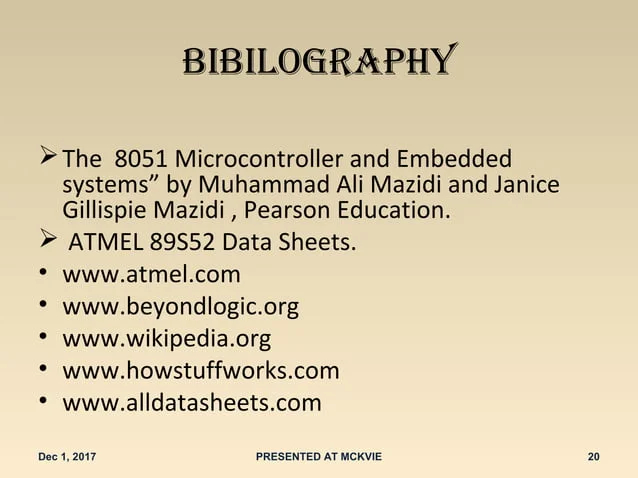 BIBILOGRAPHY
➢ The 8051 Microcontroller and Embedded
systems” by Muhammad Ali Mazidi and Janice
Gillispie Mazidi , Pearson Education.
➢ ATMEL 89S52 Data Sheets.
• www.atmel.com
• www.beyondlogic.org
• www.wikipedia.org
• www.howstuffworks.com
• www.alldatasheets.com
Dec 1, 2017 PRESENTED AT MCKVIE 20